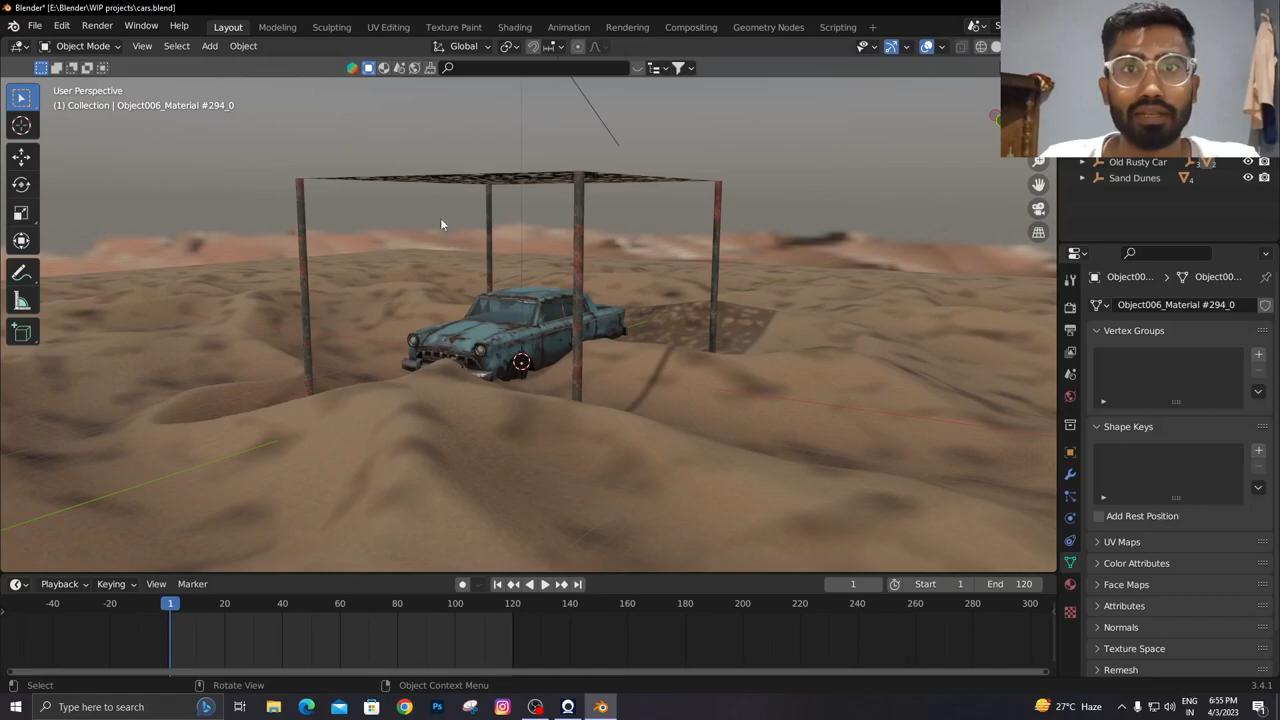 Blender* [E:\Blender\WIP projects\cars.blend]
File Edit Render Window Help Layout Modeling Sculpting UV Editing Texture Paint Shading Animation Rendering Compositing Geometry Nodes Scripting
Object Mode View Select Add Object Global
User Perspective
(1) Collection | Object006_Material #294_0
Old Rusty Car 3 2
Sand Dunes 4
Object00... Object00...
Object006_Material #294_0
Vertex Groups
Shape Keys
Add Rest Position
UV Maps
Color Attributes
Face Maps
Attributes
Normals
Texture Space
Remesh
Playback Keying View Marker 1 Start 1 End 120
-40 -20 1 20 40 60 80 100 120 140 160 180 200 220 240 260 280 300
Select Rotate View Object Context Menu 3.4.1
Type here to search 27°C Haze ENG 6:55 PM
IN 4/3/2023